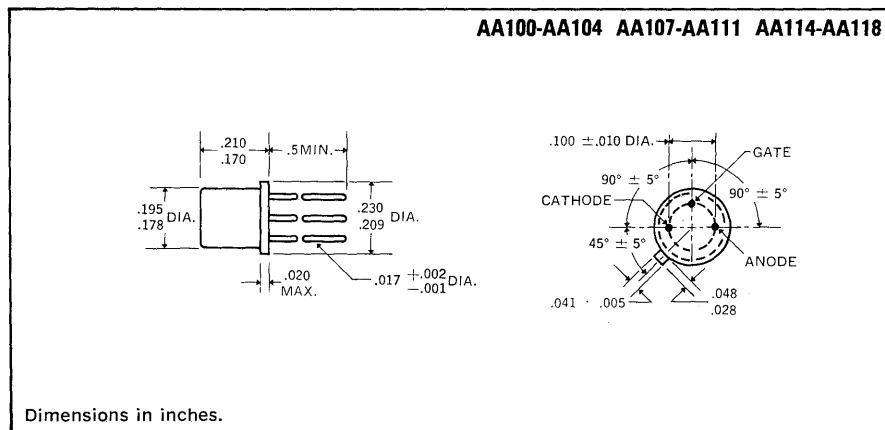 AA100-AA104 AA107-AA111 AA114-AA118
.210
.170
.5MIN.
.195
.178
DIA.
.230
.209
DIA.
.020
MAX.
.017 +.002
-.001
DIA.
.100 ±.010 DIA.
GATE
90° ± 5°
90° ± 5°
CATHODE
45° ± 5°
ANODE
.041 · .005
.048
.028
Dimensions in inches.